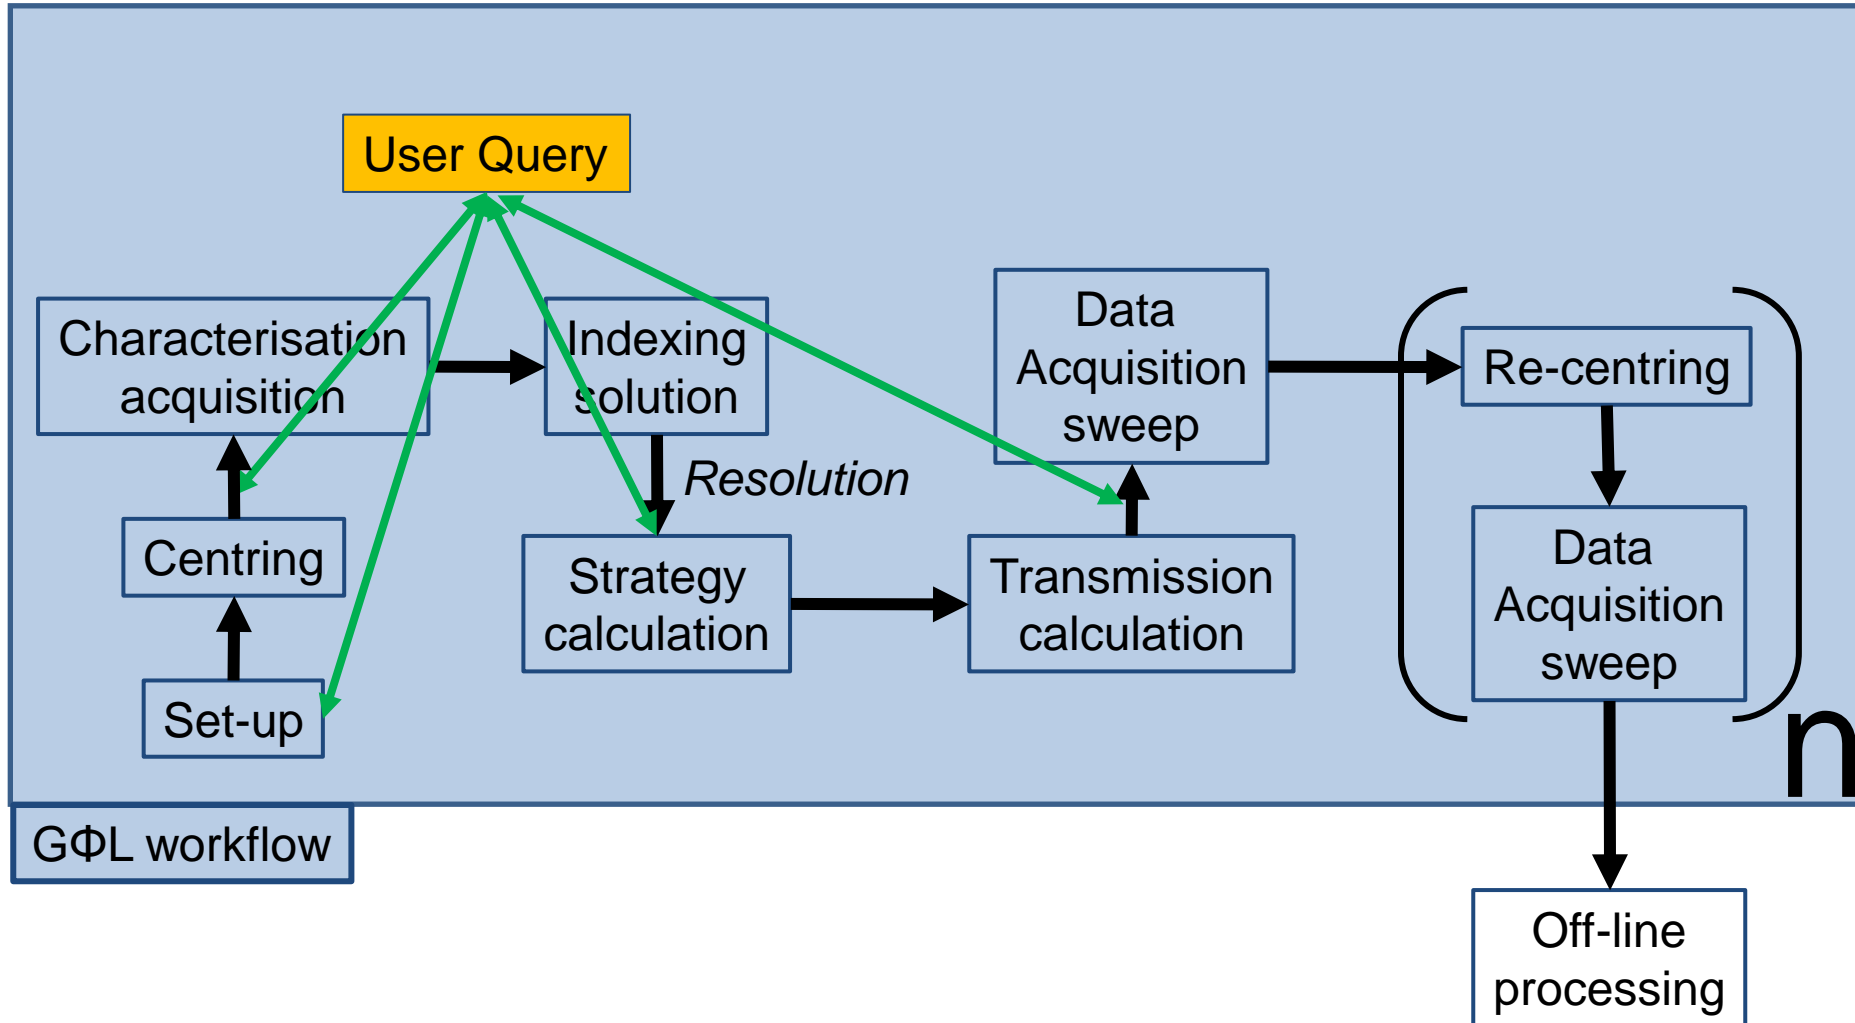 User Query
Characterisation
acquisition
Indexing
solution
Data
Acquisition
sweep
Re-centring
Resolution
Centring
Strategy
calculation
Transmission
calculation
Data
Acquisition
sweep
Set-up
n
GΦL workflow
Off-line
processing